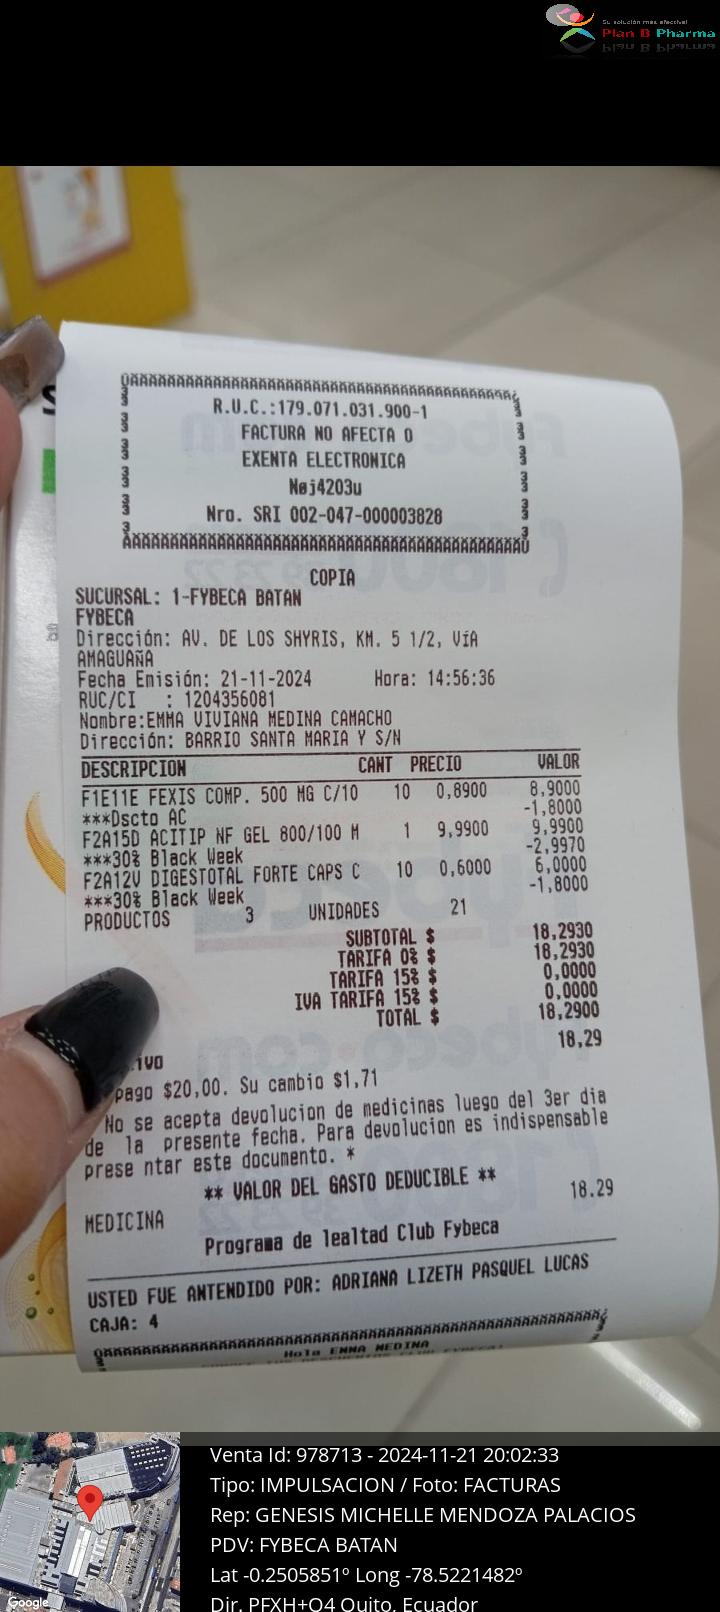 Su solución más efectiva!
Plan B Pharma
R.U.C.:179.071.031.900-1
FACTURA NO AFECTA O
EXENTA ELECTRONICA
Nøj4203u
Nro. SRI 002-047-000003828
COPIA
SUCURSAL: 1-FYBECA BATAN
FYBECA
Dirección: AV. DE LOS SHYRIS, KM. 5 1/2, VíA
AMAGUAñA
Fecha Emisión: 21-11-2024 Hora: 14:56:36
RUC/CI : 1204356081
Nombre:EMMA VIVIANA MEDINA CAMACHO
Dirección: BARRIO SANTA MARIA Y S/N
DESCRIPCION CANT PRECIO VALOR
F1E11E FEXIS COMP. 500 MG C/10 10 0,8900 8,9000
***Dscto AC -1,8000
F2A15D ACITIP NF GEL 800/100 M 1 9,9900 9,9900
***30% Black Week -2,9970
F2A12V DIGESTOTAL FORTE CAPS C 10 0,6000 6,0000
***30% Black Week -1,8000
PRODUCTOS 3 UNIDADES 21
SUBTOTAL $ 18,2930
TARIFA 0% $ 18,2930
TARIFA 15% $ 0,0000
IVA TARIFA 15% $ 0,0000
TOTAL $ 18,2900
18,29
ivo
pago $20,00. Su cambio $1,71
No se acepta devolucion de medicinas luego del 3er dia
de la presente fecha. Para devolucion es indispensable
prese ntar este documento. *
** VALOR DEL GASTO DEDUCIBLE **
MEDICINA 18.29
Programa de lealtad Club Fybeca
USTED FUE ANTENDIDO POR: ADRIANA LIZETH PASQUEL LUCAS
CAJA: 4
Hola EMMA MEDINA
Venta Id: 978713 - 2024-11-21 20:02:33
Tipo: IMPULSACION / Foto: FACTURAS
Rep: GENESIS MICHELLE MENDOZA PALACIOS
PDV: FYBECA BATAN
Lat -0.2505851º Long -78.5221482º
Dir. PFXH+Q4 Quito, Ecuador
Google